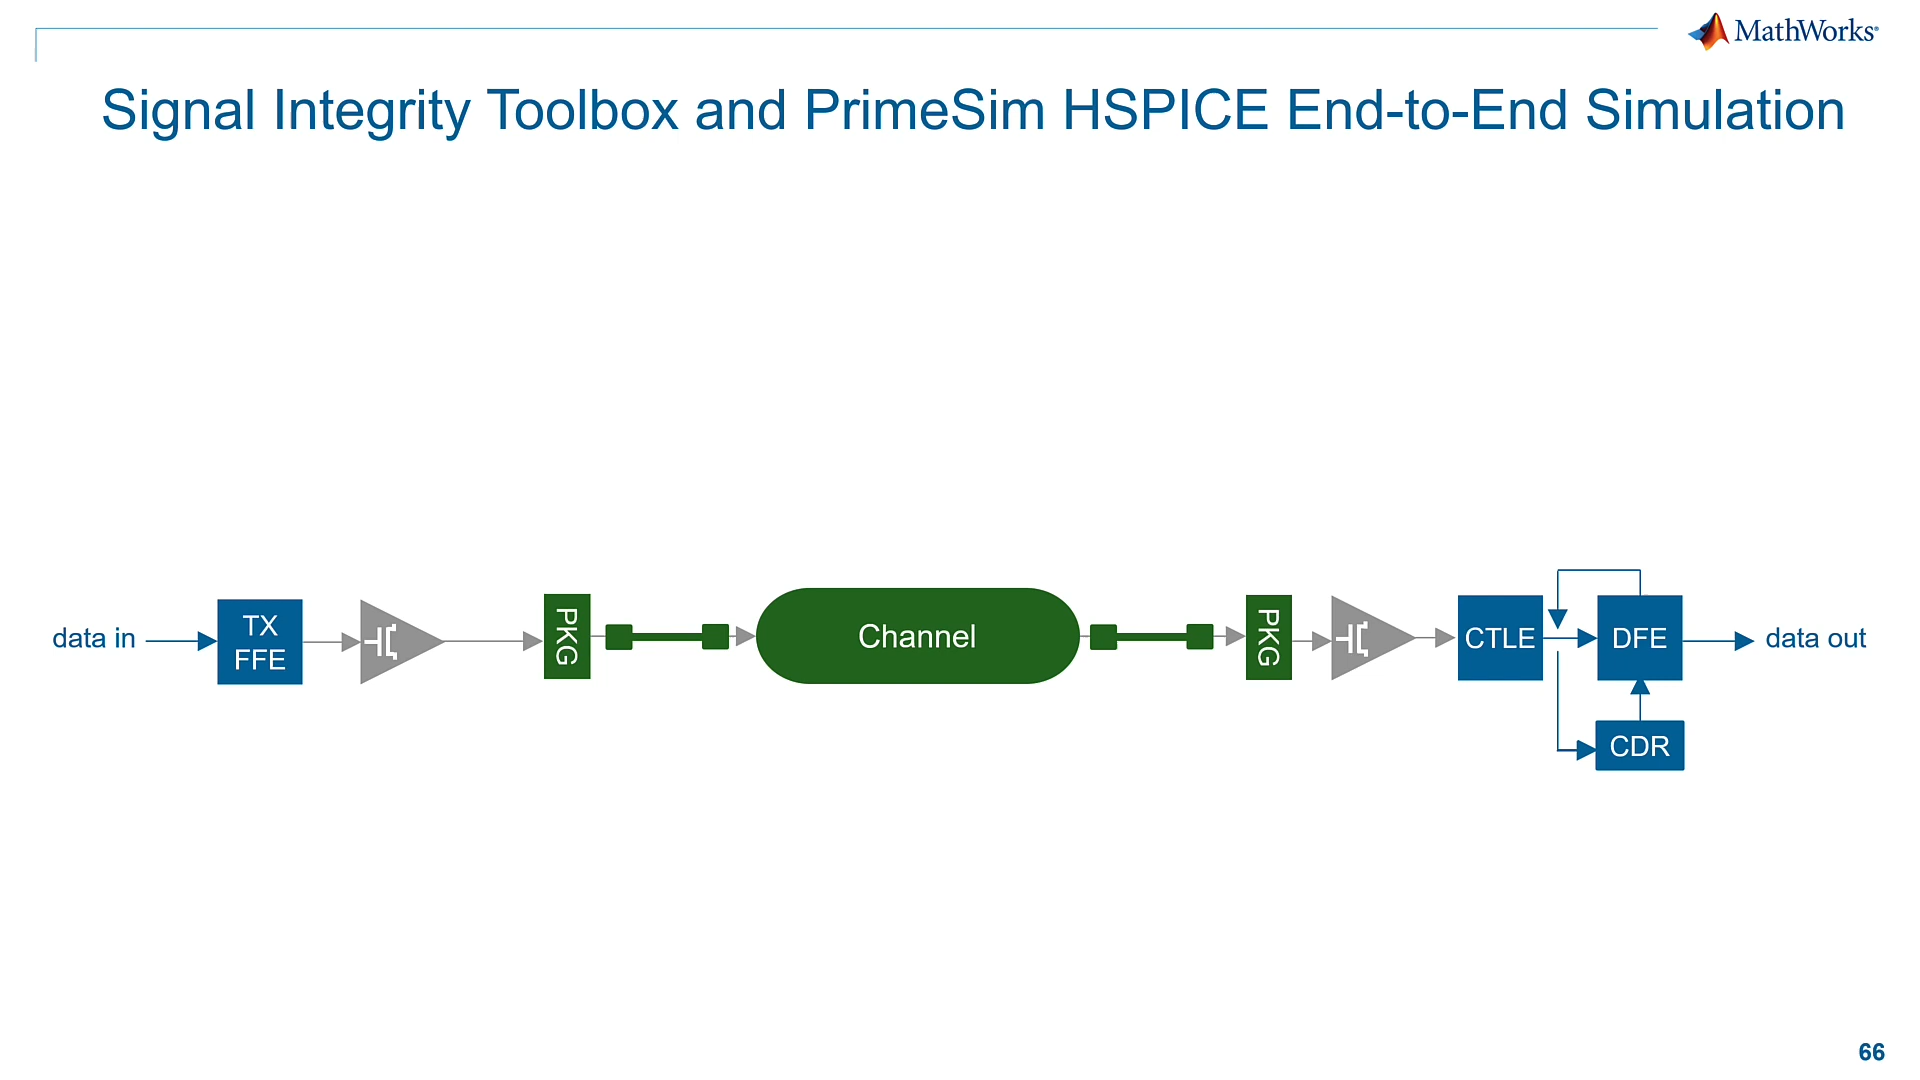 MathWorks®
Signal Integrity Toolbox and PrimeSim HSPICE End-to-End Simulation
data in
TX
FFE
PKG
Channel
PKG
CTLE
DFE
data out
CDR
66